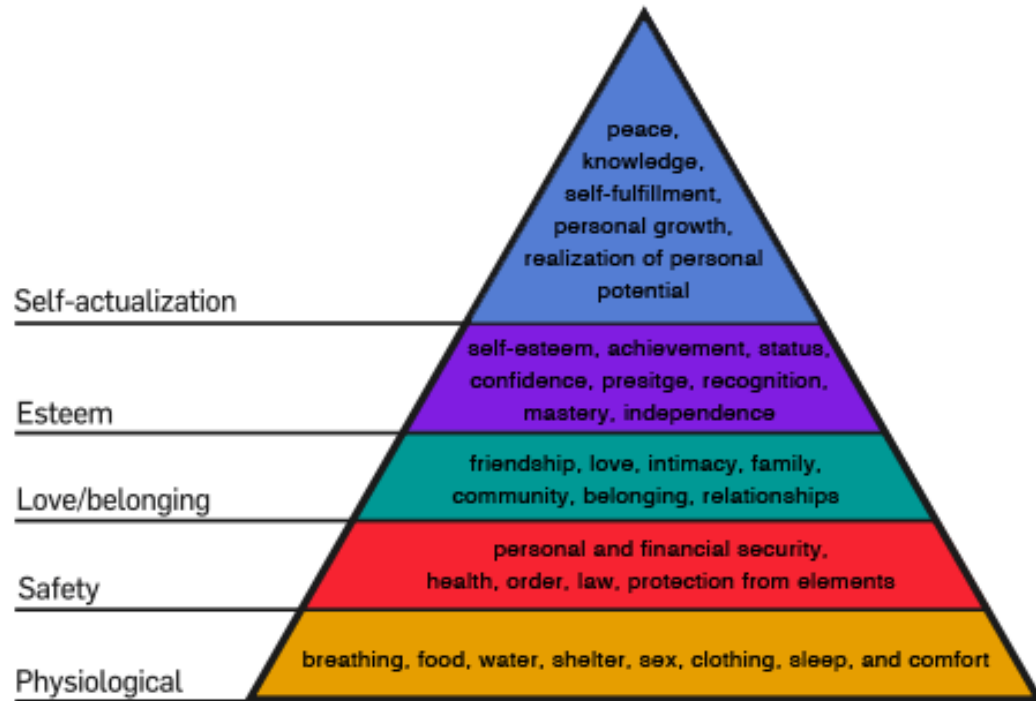 peace,
knowledge,
self-fulfillment,
personal growth,
realization of personal
potential
Self-actualization
self-esteem, achievement, status,
confidence, presitge, recognition,
mastery, independence
Esteem
friendship, love, intimacy, family,
community, belonging, relationships
Love/belonging
personal and financial security,
health, order, law, protection from elements
Safety
breathing, food, water, shelter, sex, clothing, sleep, and comfort
Physiological